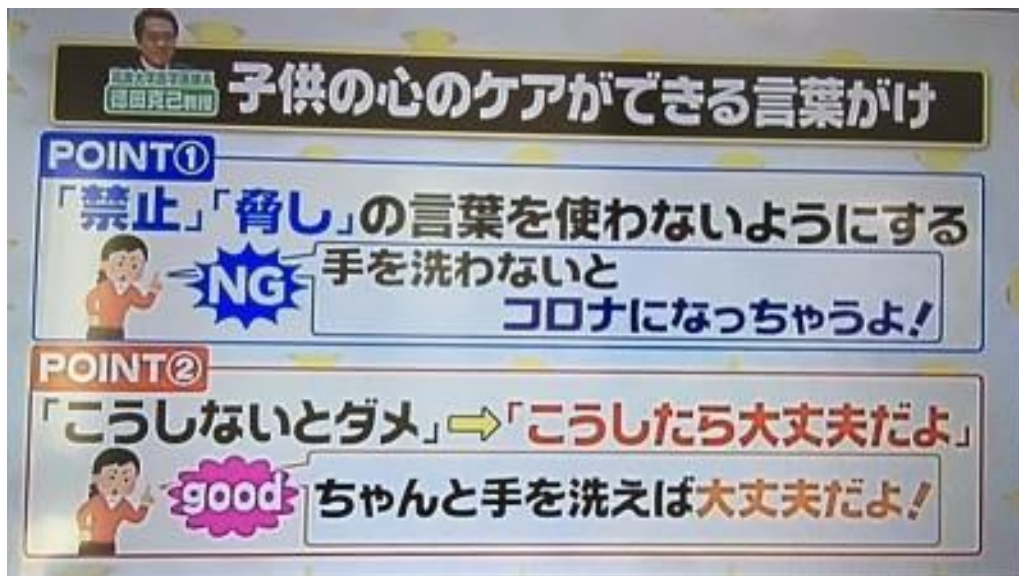 子供の心のケアができる言葉がけ
POINT①
「禁止」「脅し」の言葉を使わないようにする
NG
手を洗わないと
コロナになっちゃうよ!
POINT②
「こうしないとダメ」⇨「こうしたら大丈夫だよ」
good
ちゃんと手を洗えば大丈夫だよ!